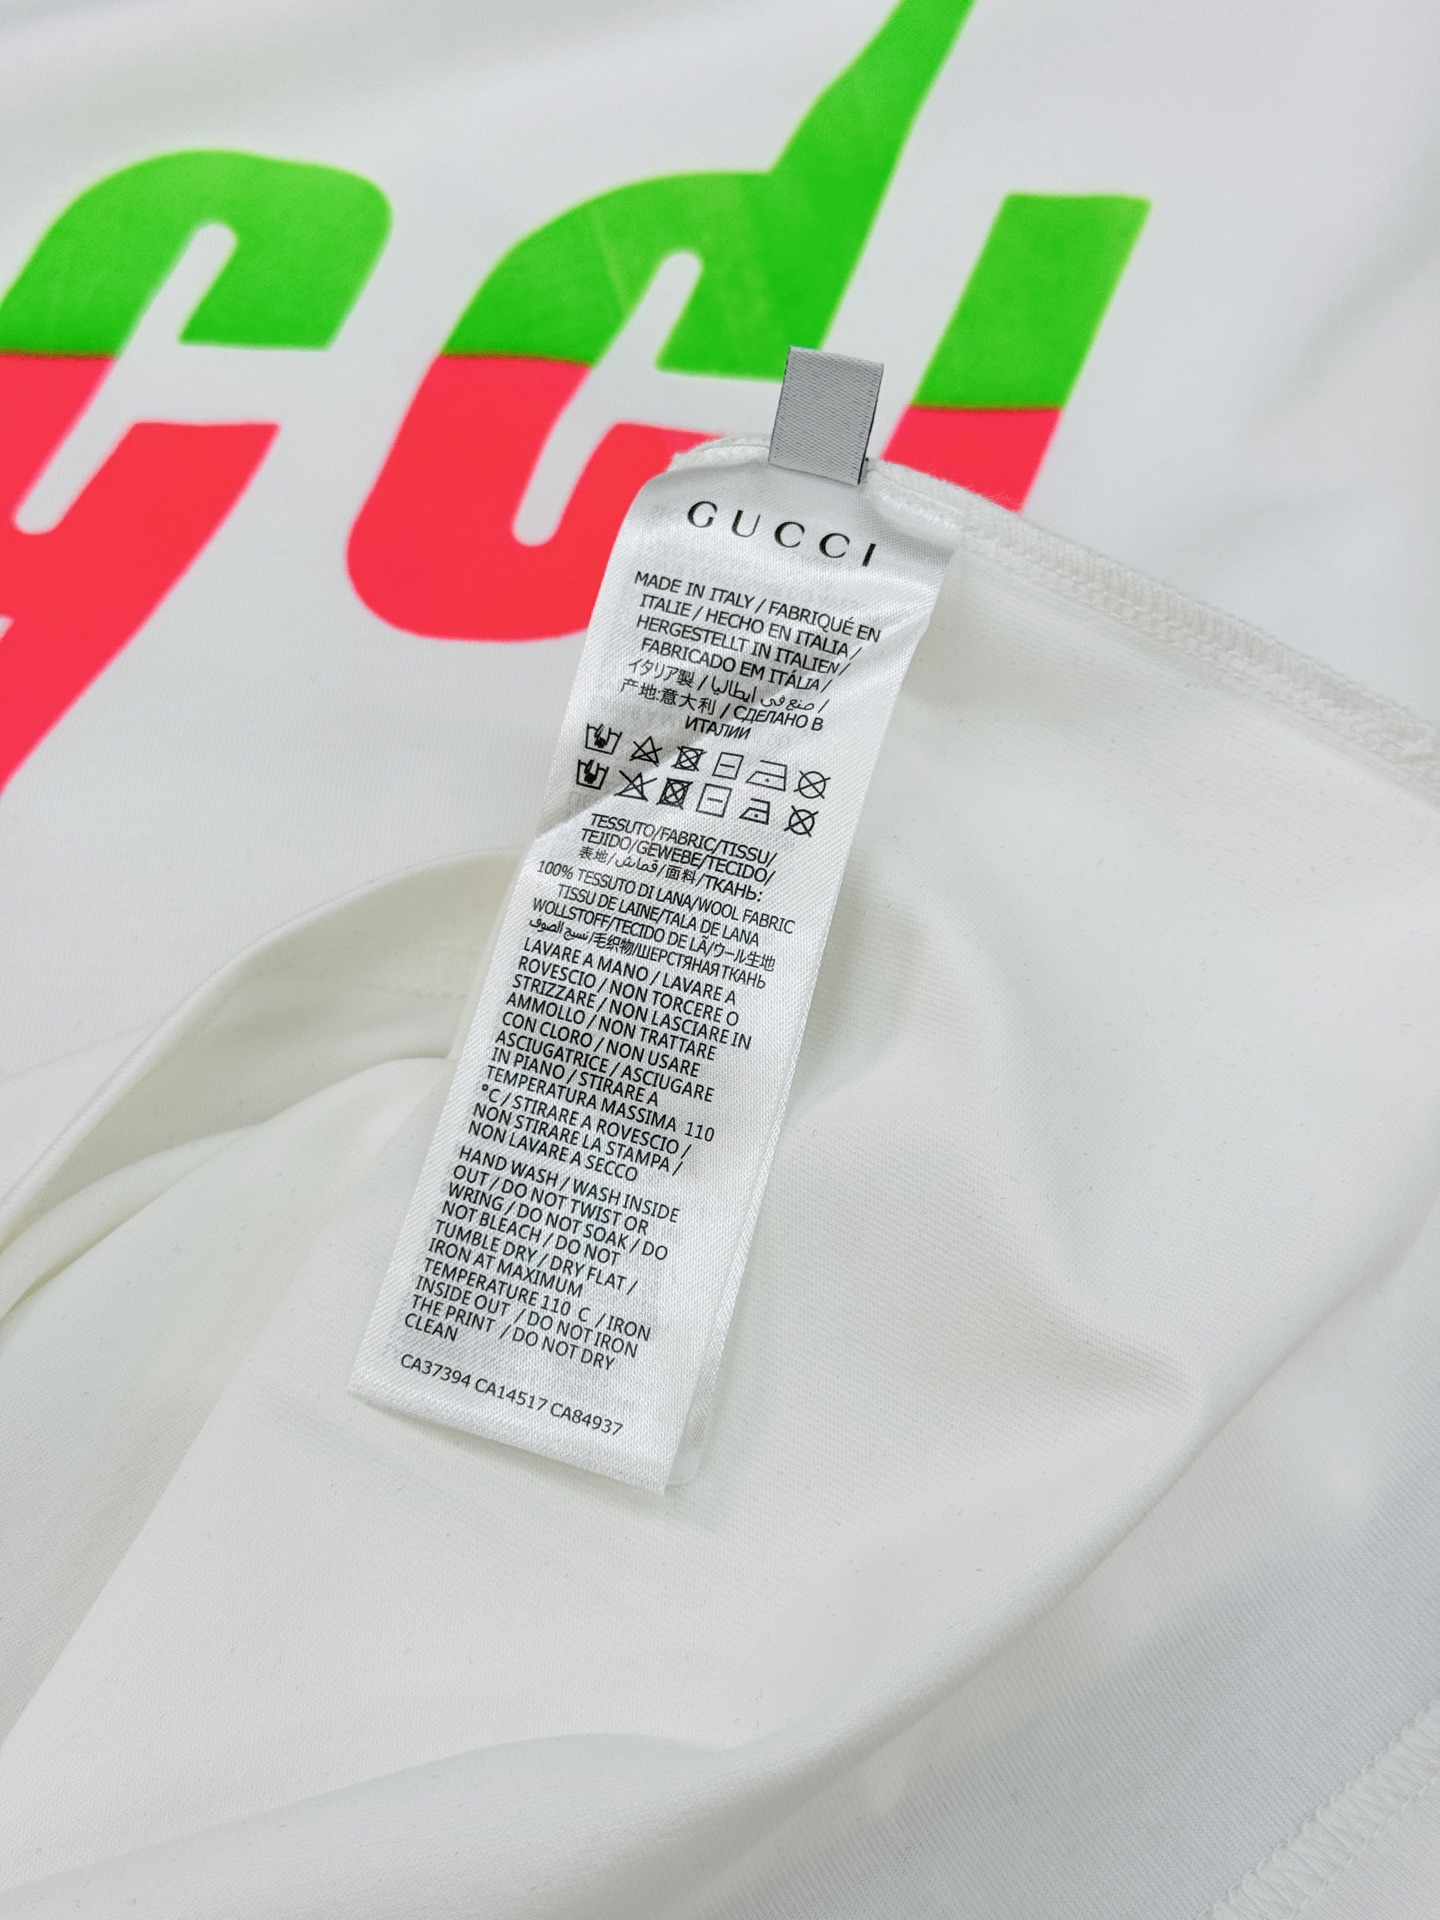 GUCCI
GUCCI
MADE IN ITALY / FABRIQUÉ EN
ITALIE / HECHO EN ITALIA /
HERGESTELLT IN ITALIEN /
FABRICADO EM ITÁLIA /
イタリア製 / صنع في ايطاليا /
产地:意大利 / СДЕЛАНО В
ИТАЛИИ
TESSUTO/FABRIC/TISSU/
TEJIDO/GEWEBE/TECIDO/
表地/قماش/面料/ТКАНЬ:
100% TESSUTO DI LANA/WOOL FABRIC
TISSU DE LAINE/TALA DE LANA
WOLLSTOFF/TECIDO DE LÃ/ウール生地
نسيج الصوف/毛织物/ШЕРСТЯНАЯ ТКАНЬ
LAVARE A MANO / LAVARE A
ROVESCIO / NON TORCERE O
STRIZZARE / NON LASCIARE IN
AMMOLLO / NON TRATTARE
CON CLORO / NON USARE
ASCIUGATRICE / ASCIUGARE
IN PIANO / STIRARE A
TEMPERATURA MASSIMA 110
°C / STIRARE A ROVESCIO /
NON STIRARE LA STAMPA /
NON LAVARE A SECCO
HAND WASH / WASH INSIDE
OUT / DO NOT TWIST OR
WRING / DO NOT SOAK / DO
NOT BLEACH / DO NOT
TUMBLE DRY / DRY FLAT /
IRON AT MAXIMUM
TEMPERATURE 110 C / IRON
INSIDE OUT / DO NOT IRON
THE PRINT / DO NOT DRY
CLEAN
CA37394 CA14517 CA84937